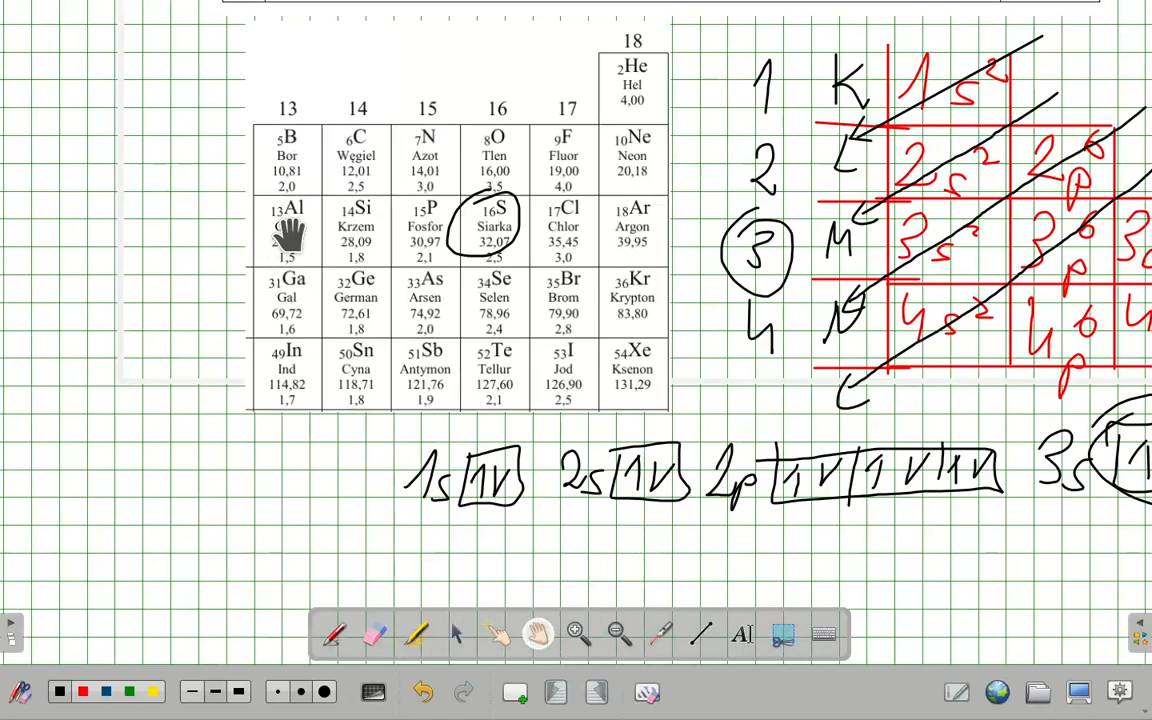 18
2He
Hel
4,00
13 14 15 16 17
5B 6C 7N 8O 9F 10Ne
Bor Węgiel Azot Tlen Fluor Neon
10,81 12,01 14,01 16,00 19,00 20,18
2,0 2,5 3,0 3,5 4,0
13Al 14Si 15P 16S 17Cl 18Ar
Krzem Fosfor Siarka Chlor Argon
28,09 30,97 32,07 35,45 39,95
1,5 1,8 2,1 2,5 3,0
31Ga 32Ge 33As 34Se 35Br 36Kr
Gal German Arsen Selen Brom Krypton
69,72 72,61 74,92 78,96 79,90 83,80
1,6 1,8 2,0 2,4 2,8
49In 50Sn 51Sb 52Te 53I 54Xe
Ind Cyna Antymon Tellur Jod Ksenon
114,82 118,71 121,76 127,60 126,90 131,29
1,7 1,8 1,9 2,1 2,5
1 K 1s2
2 L 2s2 2p6
3 M 3s2 3p6 3
4 N 4s2 4p6 4
1s 2s 2p 3s